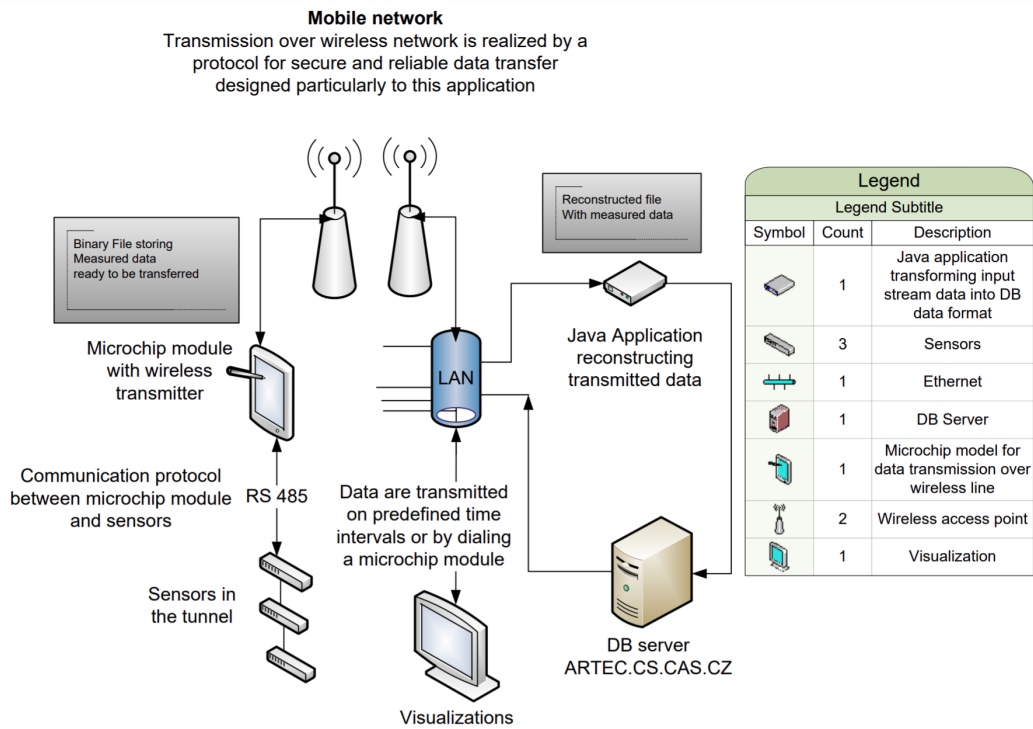 Mobile network
Transmission over wireless network is realized by a
protocol for secure and reliable data transfer
designed particularly to this application
Binary File storing
Measured data
ready to be transferred
Reconstructed file
With measured data
Microchip module
with wireless
transmitter
LAN
Java Application
reconstructing
transmitted data
Communication protocol
between microchip module
and sensors
RS 485
Data are transmitted
on predefined time
intervals or by dialing
a microchip module
Sensors in
the tunnel
Visualizations
DB server
ARTEC.CS.CAS.CZ
Legend
Legend Subtitle
Symbol Count Description
1 Java application
transforming input
stream data into DB
data format
3 Sensors
1 Ethernet
1 DB Server
1 Microchip model for
data transmission over
wireless line
2 Wireless access point
1 Visualization